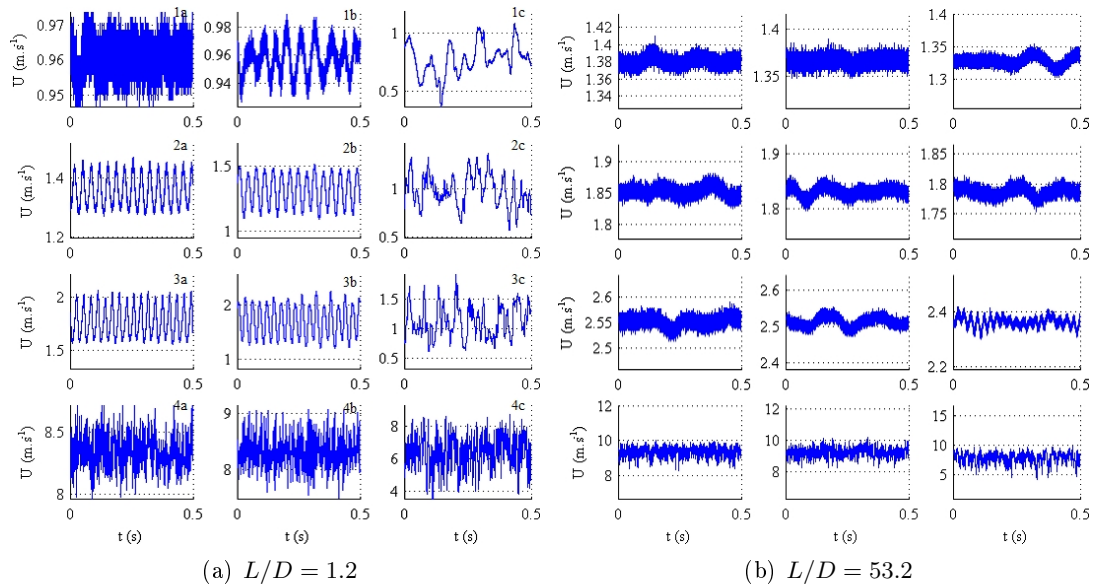 1a 1b 1c
0.97 0.98 1 1.42 1.4 1.4
1.4 1.35
0.96 0.96 1.38
0.94 1.36 1.35 1.3
0.95 0.5 1.34
U (m.s⁻¹) U (m.s⁻¹)
0 0.5 0 0.5 0 0.5 0 0.5 0 0.5 0 0.5
2a 2b 2c
1.5 1.5 1.9 1.9 1.85
1.4 1 1.85 1.8
1.2 1 0.5 1.8 1.8 1.75
U (m.s⁻¹) U (m.s⁻¹)
0 0.5 0 0.5 0 0.5 0 0.5 0 0.5 0 0.5
3a 3b 3c
2 2 1.5 2.6 2.6 2.4
1 2.55 2.5
1.5 1 0.5 2.5 2.4 2.2
U (m.s⁻¹) U (m.s⁻¹)
0 0.5 0 0.5 0 0.5 0 0.5 0 0.5 0 0.5
4a 4b 4c
9 8 12 12 15
8.5 6 10 10 10
8 8 4 8 8 5
U (m.s⁻¹) U (m.s⁻¹)
0 0.5 0 0.5 0 0.5 0 0.5 0 0.5 0 0.5
t (s) t (s) t (s) t (s) t (s) t (s)
(a) L/D = 1.2 (b) L/D = 53.2